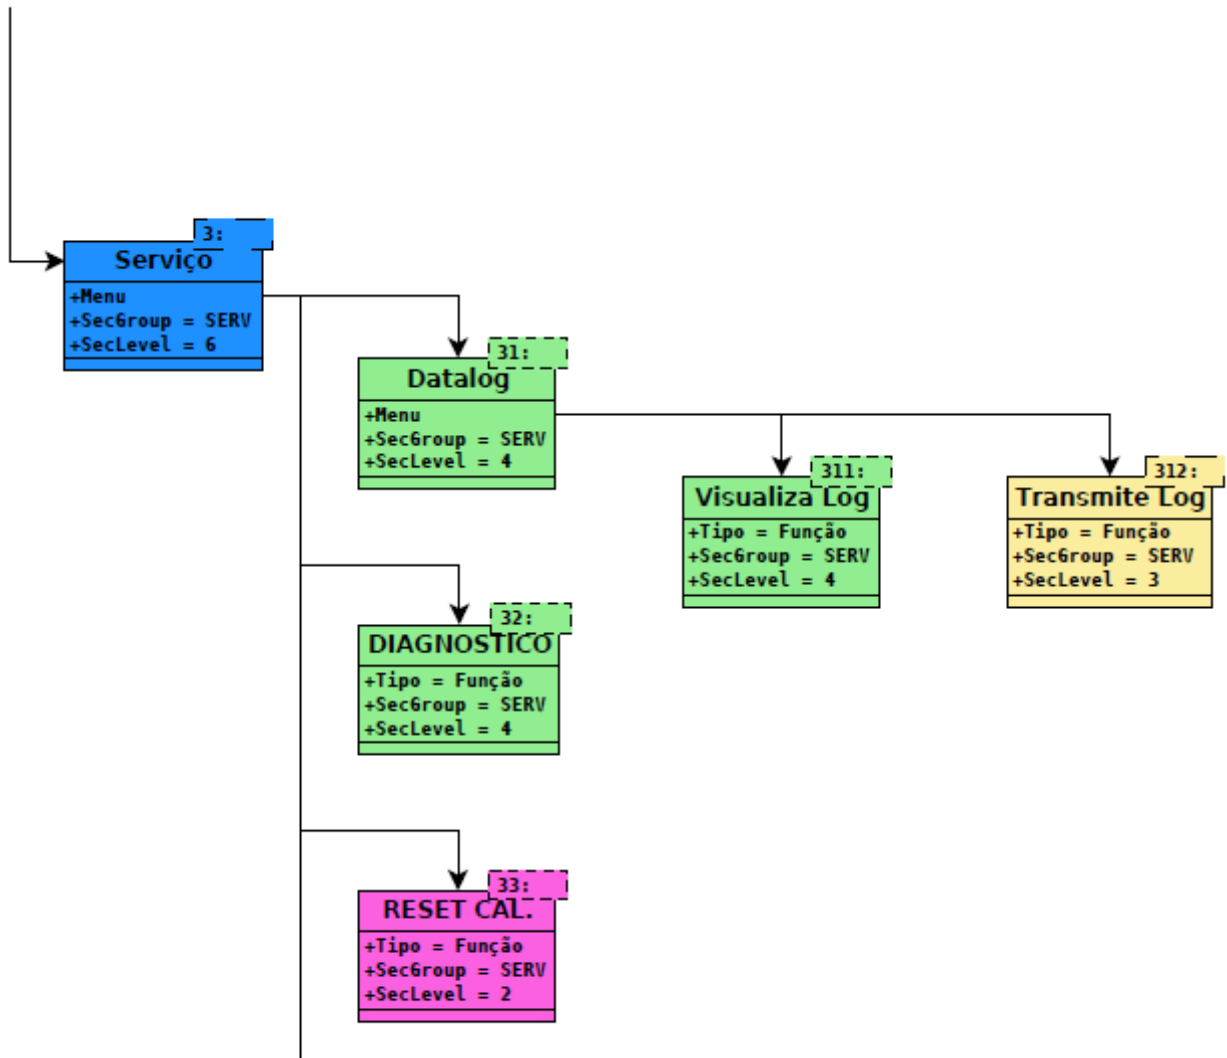 3:
Serviço
+Menu
+SecGroup = SERV
+SecLevel = 6
31:
Datalog
+Menu
+SecGroup = SERV
+SecLevel = 4
311:
Visualiza Log
+Tipo = Função
+SecGroup = SERV
+SecLevel = 4
312:
Transmite Log
+Tipo = Função
+SecGroup = SERV
+SecLevel = 3
32:
DIAGNOSTICO
+Tipo = Função
+SecGroup = SERV
+SecLevel = 4
33:
RESET CAL.
+Tipo = Função
+SecGroup = SERV
+SecLevel = 2